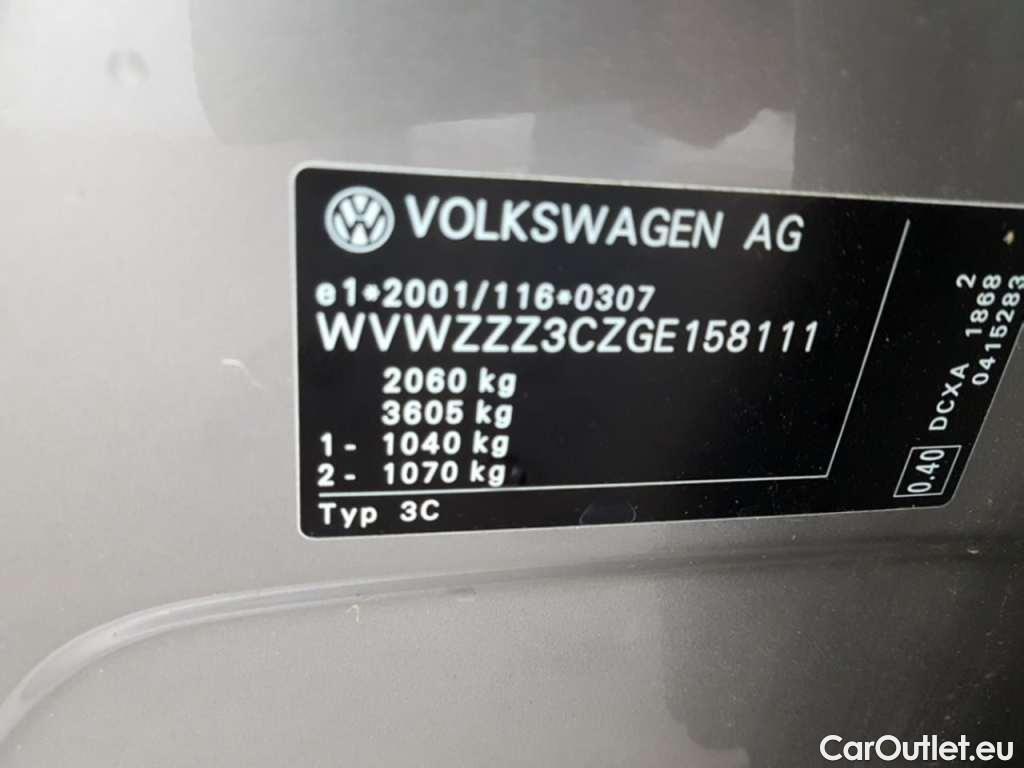 VOLKSWAGEN AG
e1*2001/116*0307
WVWZZZ3CZGE158111
2060 kg
3605 kg
1- 1040 kg
2- 1070 kg
Typ 3C
0.40 DCXA 1868 2
0415283
CarOutlet.eu